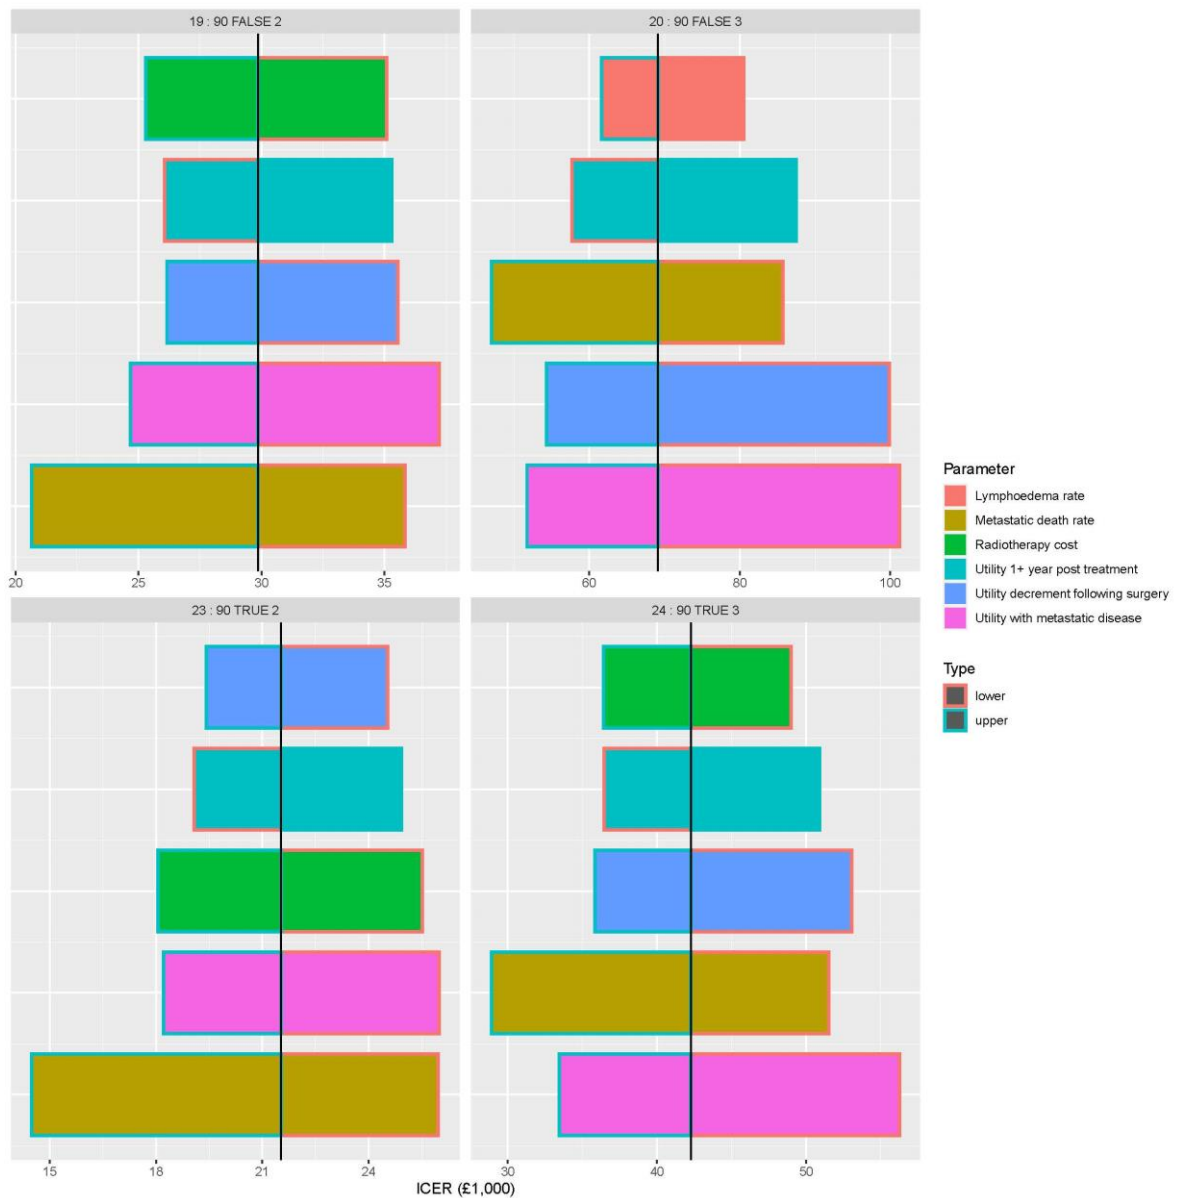 19 : 90 FALSE 2
20 : 90 FALSE 3
20 25 30 35
60 80 100
23 : 90 TRUE 2
24 : 90 TRUE 3
15 18 21 24
30 40 50
ICER (£1,000)
Parameter
Lymphoedema rate
Metastatic death rate
Radiotherapy cost
Utility 1+ year post treatment
Utility decrement following surgery
Utility with metastatic disease
Type
lower
upper